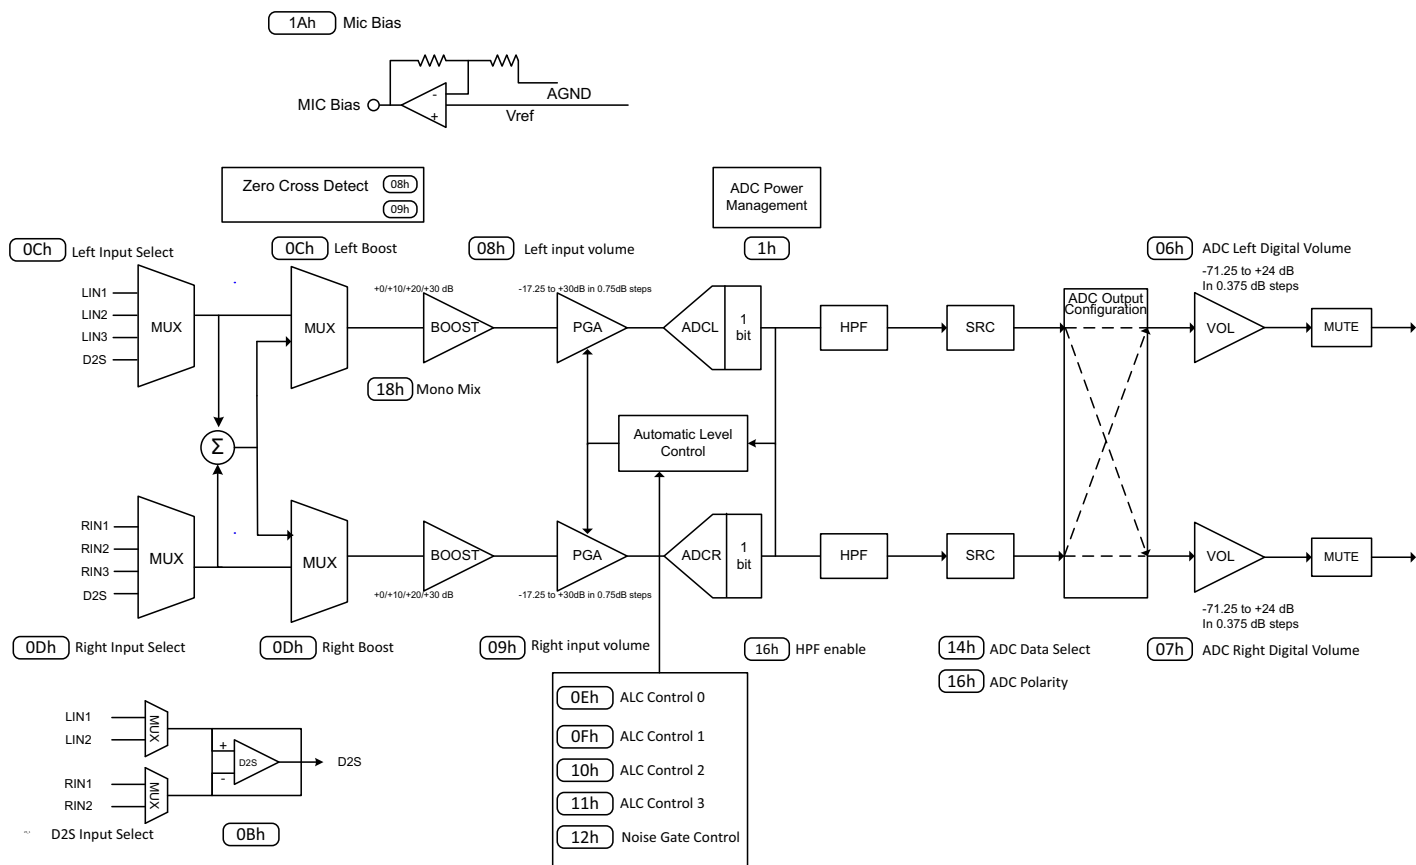 1Ah Mic Bias
MIC Bias
-
+
AGND
Vref
Zero Cross Detect 08h
09h
ADC Power
Management
0Ch Left Input Select
0Ch Left Boost
08h Left input volume
1h
06h ADC Left Digital Volume
-71.25 to +24 dB
In 0.375 dB steps
LIN1
LIN2
LIN3
D2S
MUX
MUX
+0/+10/+20/+30 dB
BOOST
-17.25 to +30dB in 0.75dB steps
PGA
ADCL
1
bit
HPF
SRC
ADC Output
Configuration
VOL
MUTE
18h Mono Mix
Σ
Automatic Level
Control
RIN1
RIN2
RIN3
D2S
MUX
MUX
BOOST
+0/+10/+20/+30 dB
PGA
-17.25 to +30dB in 0.75dB steps
ADCR
1
bit
HPF
SRC
VOL
MUTE
-71.25 to +24 dB
In 0.375 dB steps
0Dh Right Input Select
0Dh Right Boost
09h Right input volume
16h HPF enable
14h ADC Data Select
16h ADC Polarity
07h ADC Right Digital Volume
0Eh ALC Control 0
0Fh ALC Control 1
10h ALC Control 2
11h ALC Control 3
12h Noise Gate Control
LIN1
LIN2
MUX
RIN1
RIN2
MUX
+
-
D2S
D2S
D2S Input Select
0Bh